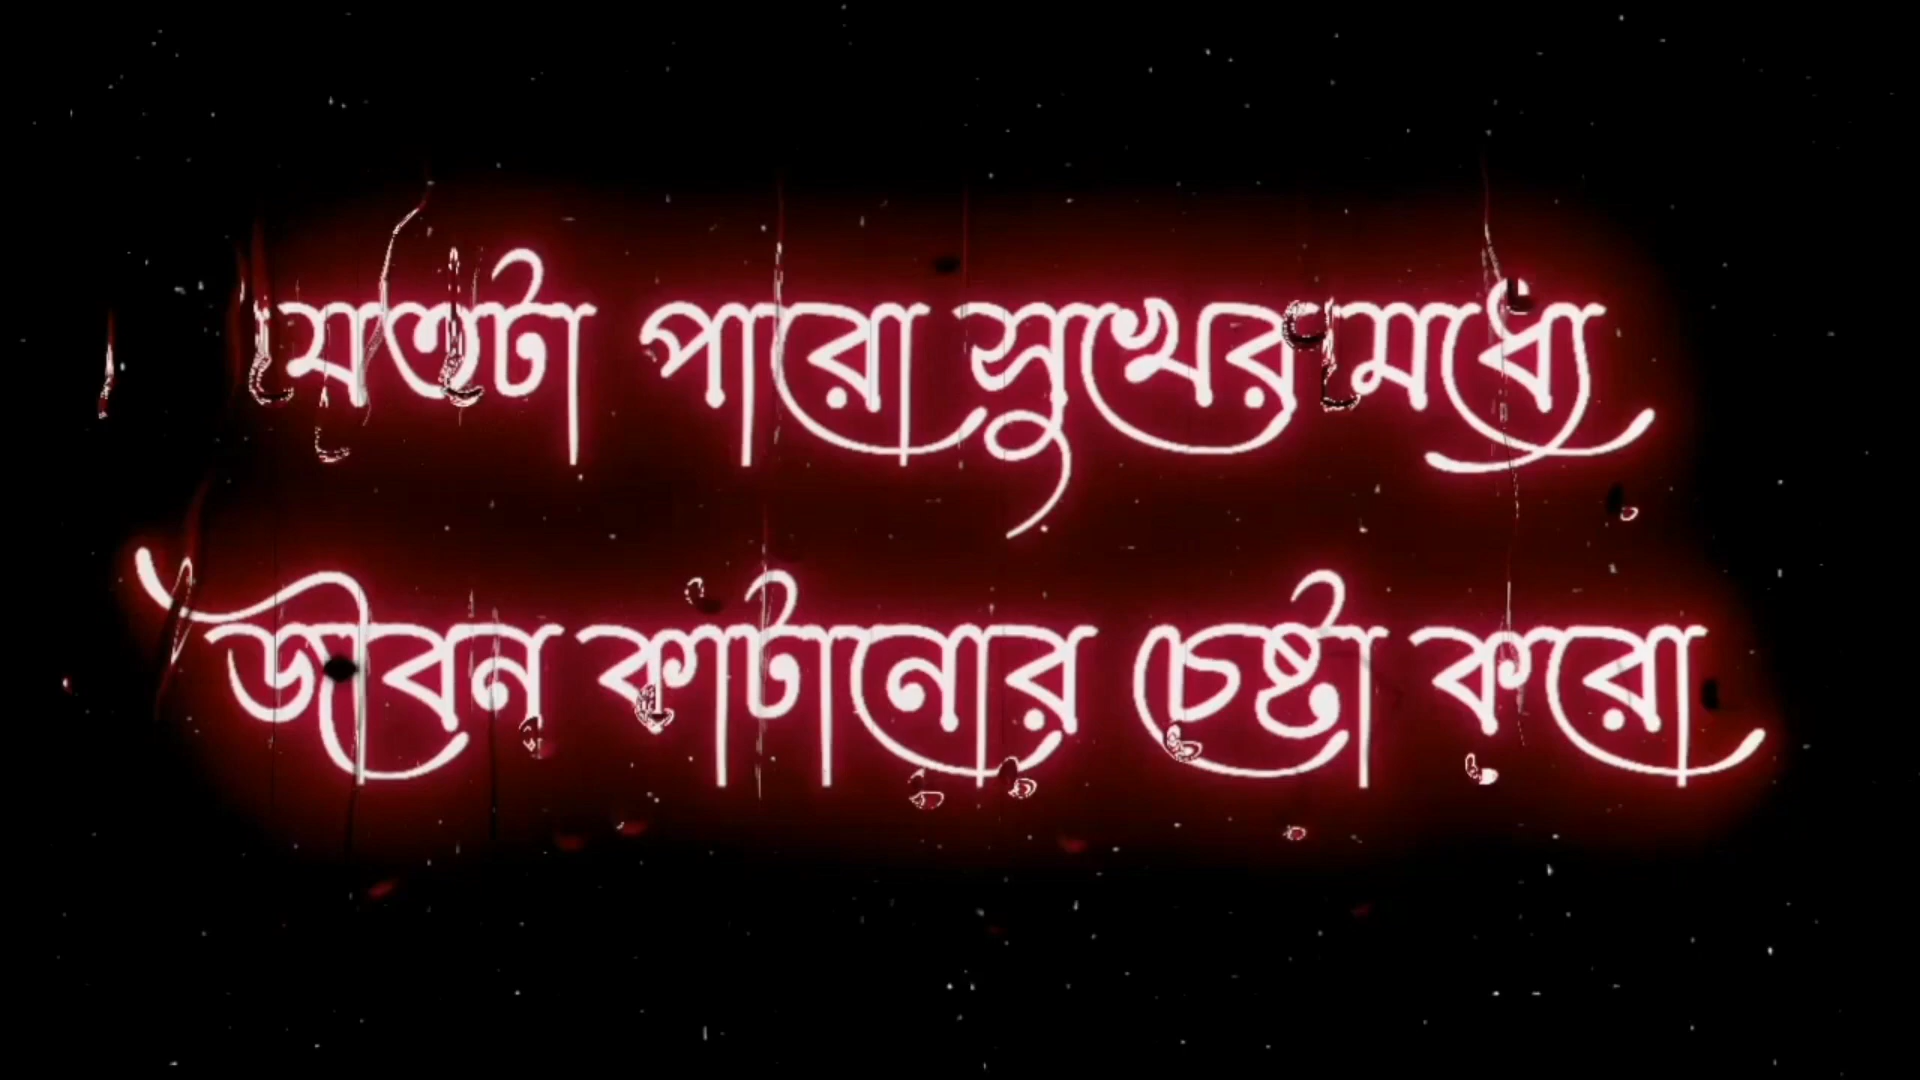 যতটা পারো সুখের মধ্যে
জীবন কাটানোর চেষ্টা করো